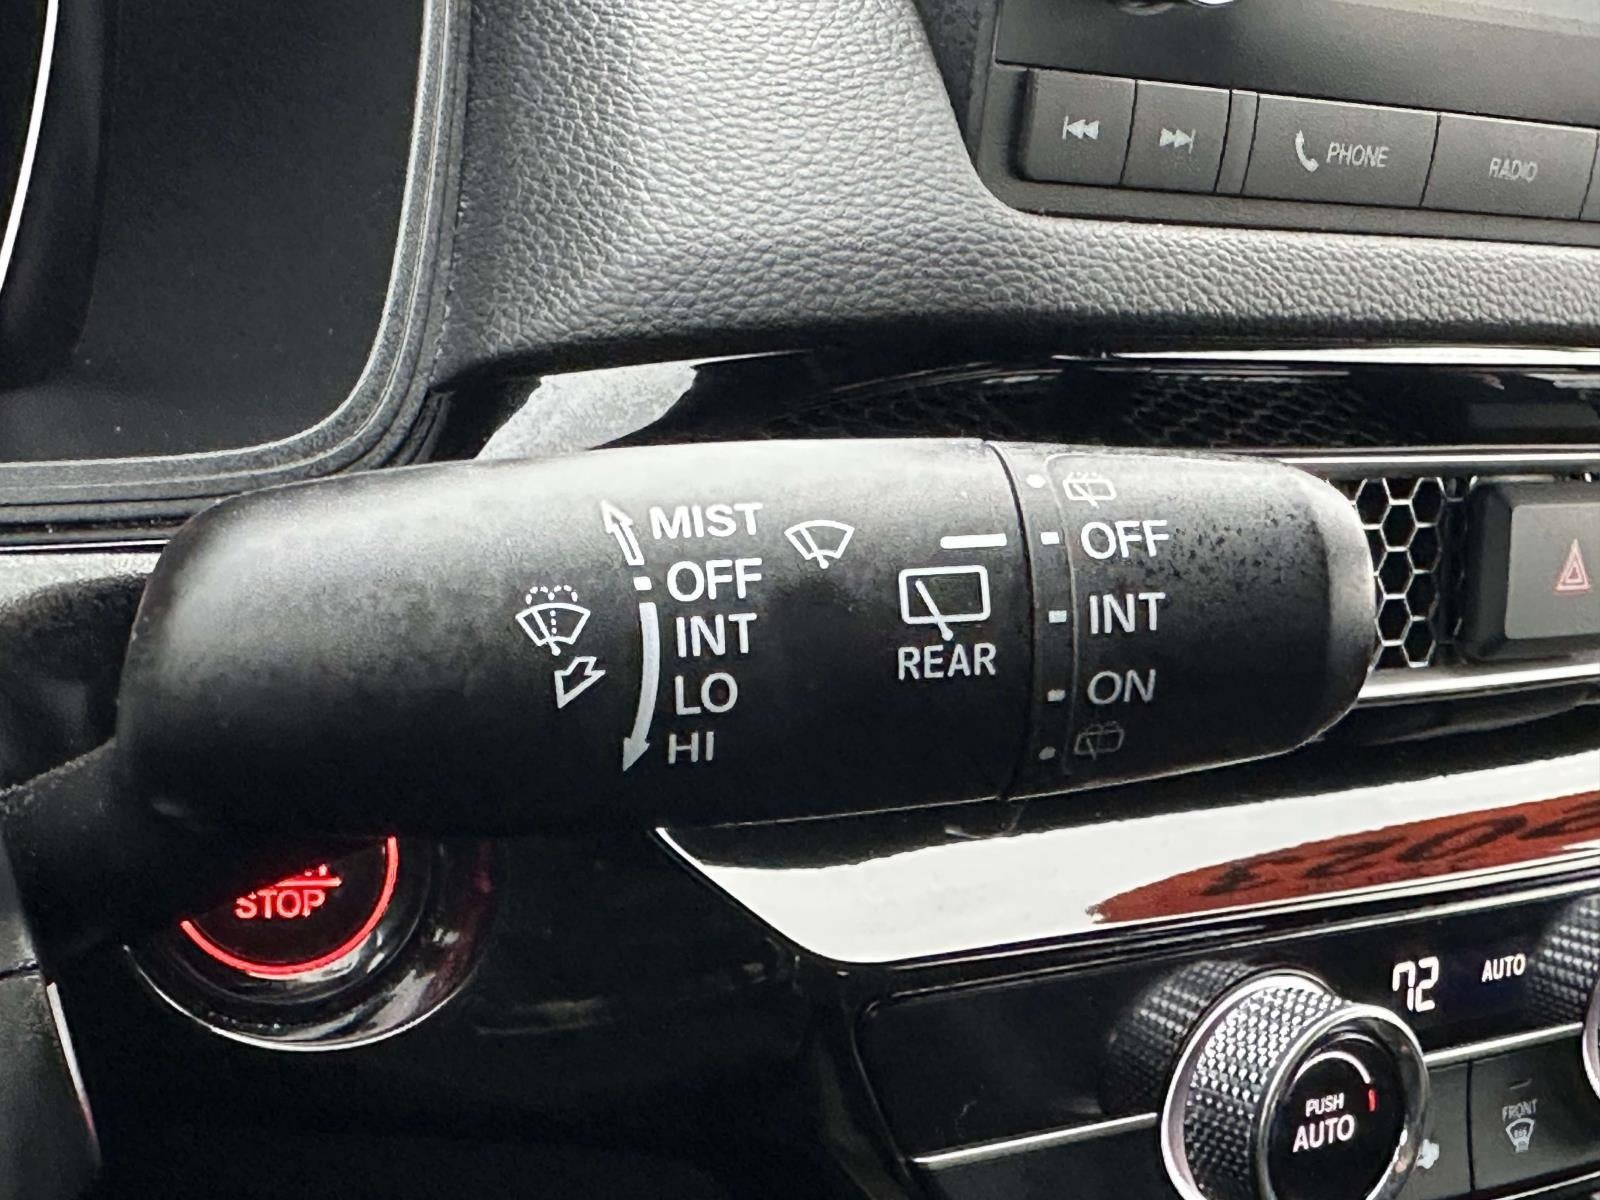 PHONE
RADIO
MIST
OFF
INT
LO
HI
REAR
OFF
INT
ON
STOP
72
AUTO
PUSH
AUTO
FRONT